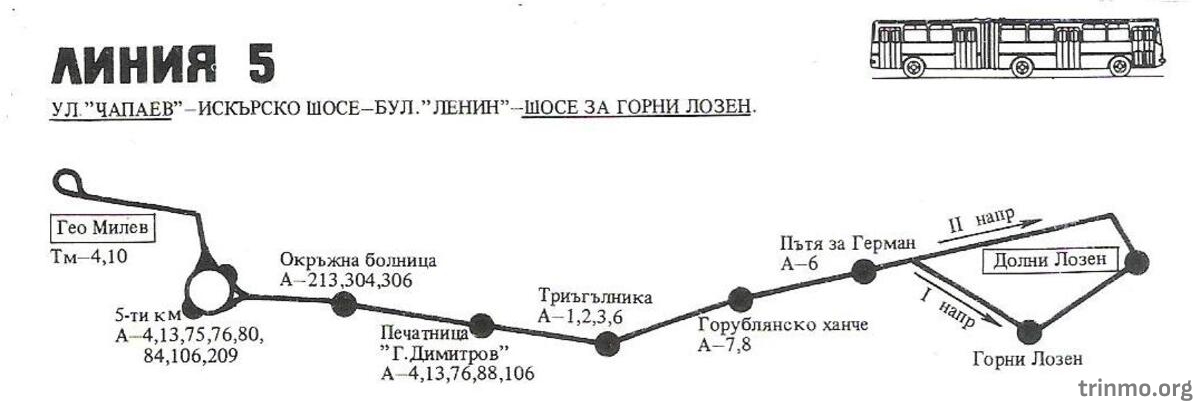 ЛИНИЯ 5
УЛ."ЧАПАЕВ"–ИСКЪРСКО ШОСЕ–БУЛ."ЛЕНИН"–ШОСЕ ЗА ГОРНИ ЛОЗЕН.
Гео Милев
Тм–4,10
5-ти км
А–4,13,75,76,80,
84,106,209
Окръжна болница
А–213,304,306
Печатница
"Г.Димитров"
А–4,13,76,88,106
Триъгълника
А–1,2,3,6
Горублянско ханче
А–7,8
Пътя за Герман
А–6
II напр
I напр
Долни Лозен
Горни Лозен
trinmo.org